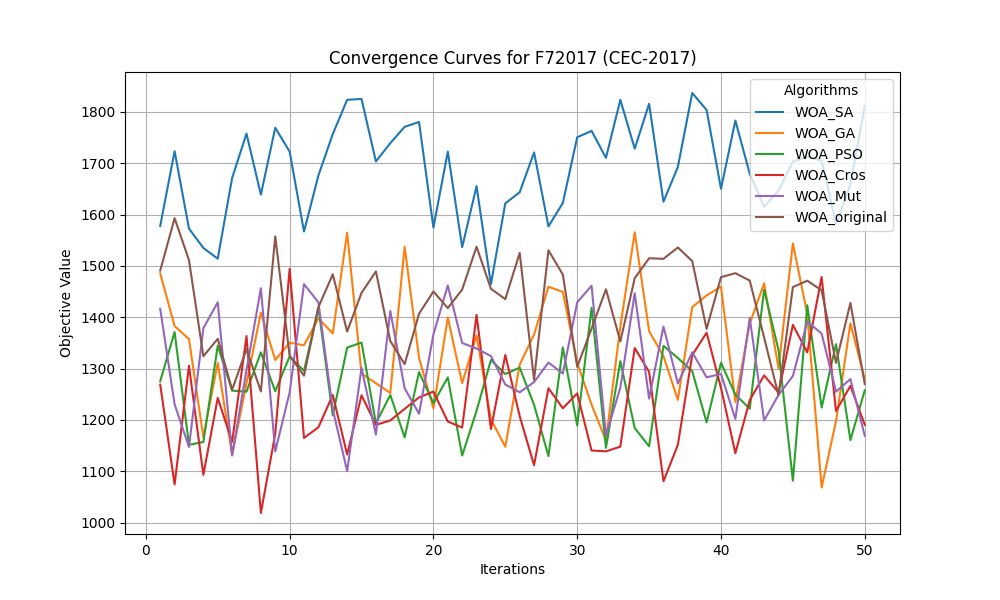 Convergence Curves for F72017 (CEC-2017)
Algorithms
WOA_SA
WOA_GA
WOA_PSO
WOA_Cros
WOA_Mut
WOA_original
Objective Value
1800
1700
1600
1500
1400
1300
1200
1100
1000
0 10 20 30 40 50
Iterations